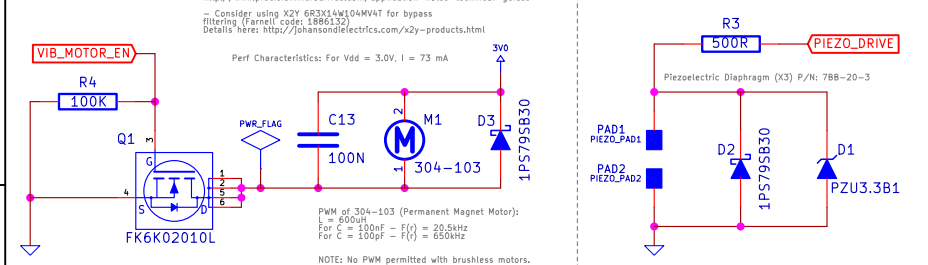 - Consider using X2Y 6R3X14W104MV4T for bypass
filtering (Farnell code: 1886132)
Details here: http://johansondielectrics.com/x2y-products.html
VIB_MOTOR_EN
Perf Characteristics: For Vdd = 3.0V, I = 73 mA
3V0
R4
100K
Q1
3
G
4
S
D
1
2
5
6
FK6K02010L
PWR_FLAG
C13
100N
2
M
1
M1
304-103
D3
1PS79SB30
PWM of 304-103 (Permanent Magnet Motor):
L = 600uH
For C = 100nF - F(r) = 20.5kHz
For C = 100pF - F(r) = 650kHz
NOTE: No PWM permitted with brushless motors.
R3
500R
PIEZO_DRIVE
Piezoelectric Diaphragm (X3) P/N: 7BB-20-3
PAD1
PIEZO_PAD1
PAD2
PIEZO_PAD2
D2
1PS79SB30
D1
PZU3.3B1